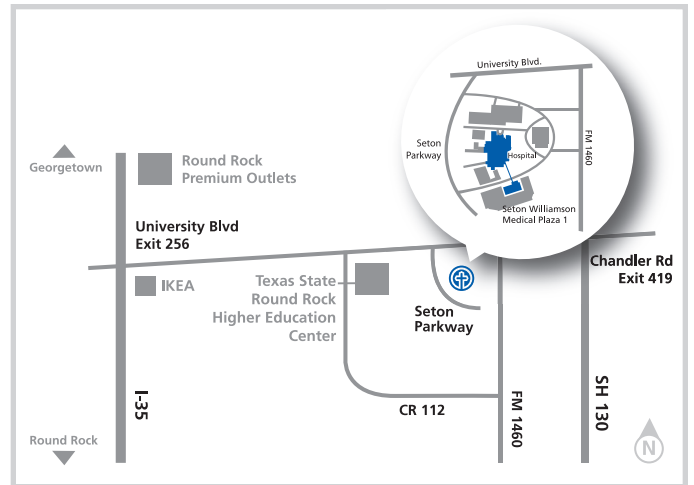 University Blvd.
Seton
Parkway
FM 1460
Hospital
Seton Williamson
Medical Plaza 1
Georgetown
Round Rock
Premium Outlets
University Blvd
Exit 256
Chandler Rd
Exit 419
IKEA
Texas State
Round Rock
Higher Education
Center
Seton
Parkway
I-35
CR 112
FM 1460
SH 130
Round Rock
N